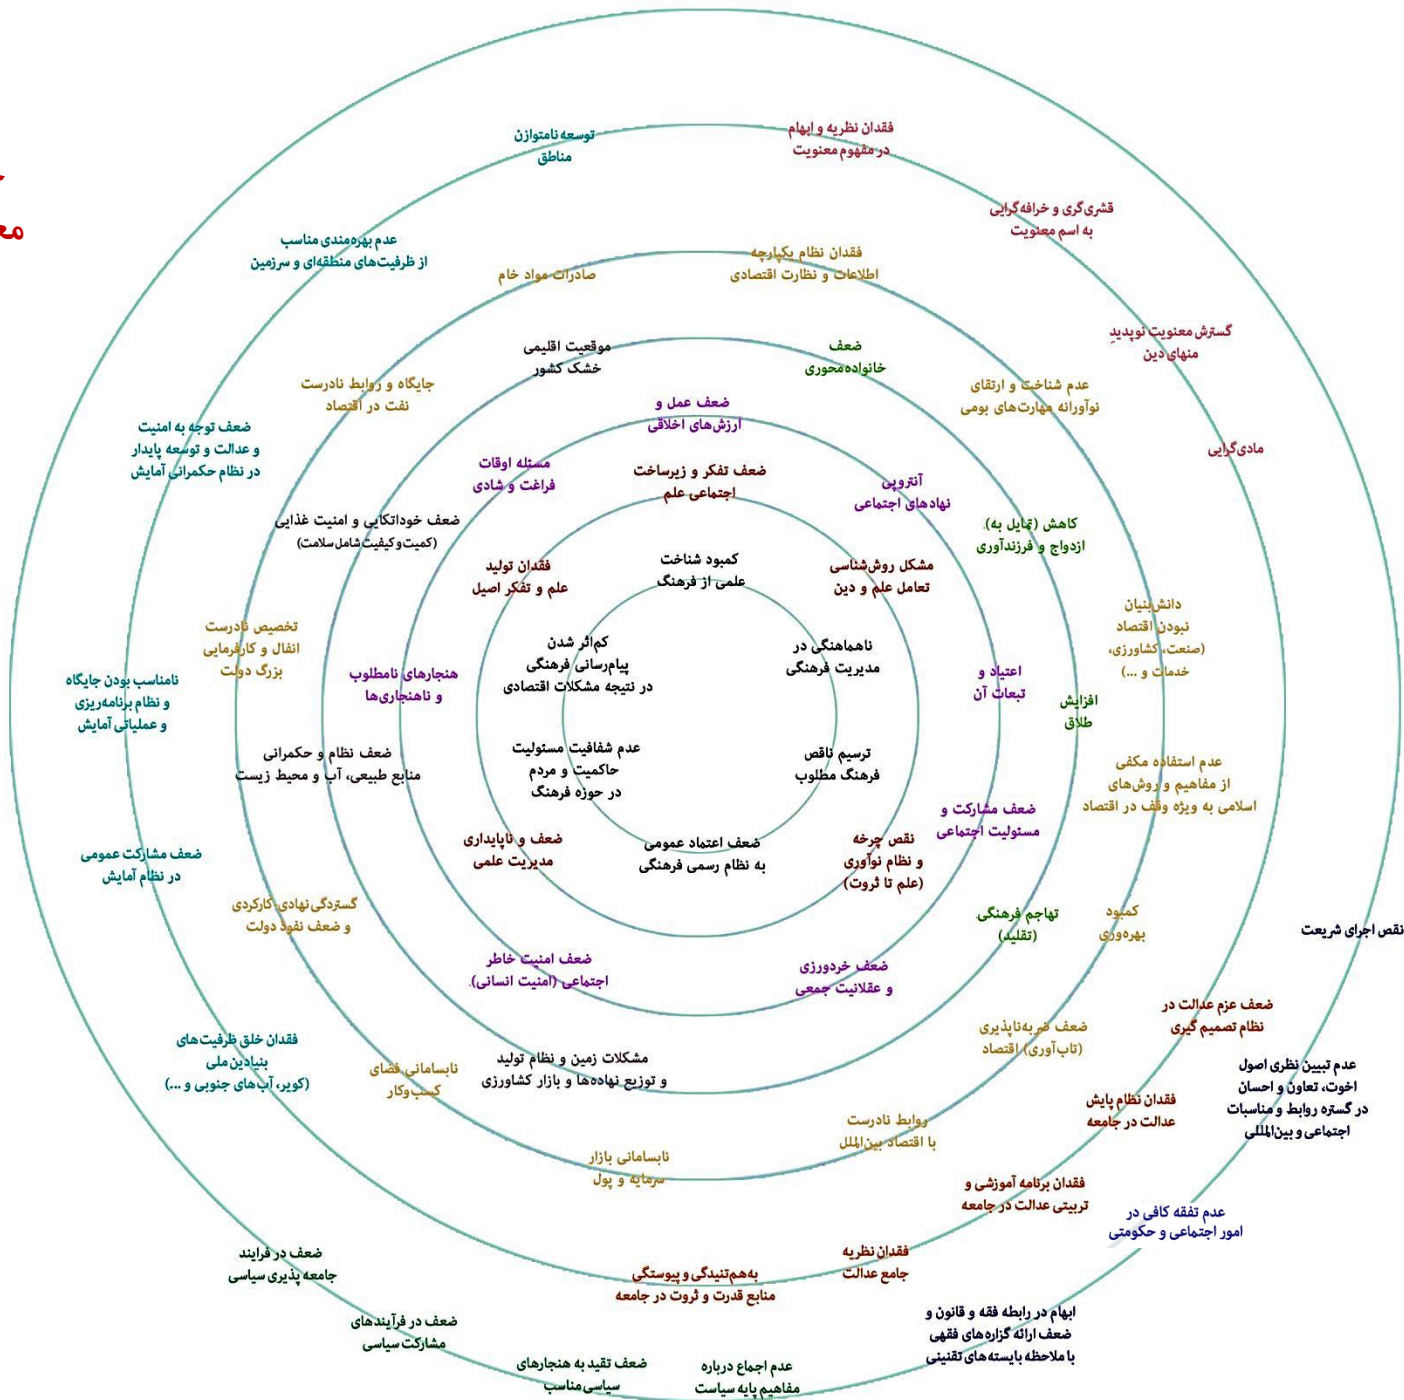 توسعه نامتوازن
مناطق
فقدان نظریه و ابهام
در مفهوم معنویت
قشری‌گری و خرافه‌گرایی
به اسم معنویت
عدم بهره‌مندی مناسب
از ظرفیت‌های منطقه‌ای و سرزمین
صادرات مواد خام
فقدان نظام یکپارچه
اطلاعات و نظارت اقتصادی
گسترش معنویت نوپدیدِ
منهای دین
موقعیت اقلیمی
خشک کشور
ضعف
خانواده‌محوری
جایگاه و روابط نادرست
نفت در اقتصاد
عدم شناخت و ارتقای
نوآورانه مهارت‌های بومی
ضعف عمل و
ارزش‌های اخلاقی
ضعف توجه به امنیت
و عدالت و توسعه پایدار
در نظام حکمرانی آمایش
مادی‌گرایی
مسئله اوقات
فراغت و شادی
ضعف تفکر و زیرساخت
اجتماعی علم
آنتروپی
نهادهای اجتماعی
ضعف خوداتکایی و امنیت غذایی
(کمیت و کیفیت شامل سلامت)
کاهش (تمایل به)
ازدواج و فرزندآوری
فقدان تولید
علم و تفکر اصیل
کمبود شناخت
علمی از فرهنگ
مشکل روش‌شناسی
تعامل علم و دین
تخصیص نادرست
انفال و کارفرمایی
بزرگ دولت
دانش‌بنیان
نبودن اقتصاد
(صنعت، کشاورزی،
خدمات و ...)
کم‌اثر شدن
پیام‌رسانی فرهنگی
در نتیجه مشکلات اقتصادی
ناهماهنگی در
مدیریت فرهنگی
نامناسب بودن جایگاه
و نظام برنامه‌ریزی
و عملیاتی آمایش
هنجارهای نامطلوب
و ناهنجاری‌ها
اعتیاد و
تبعات آن
افزایش
طلاق
ضعف نظام و حکمرانی
منابع طبیعی، آب و محیط زیست
عدم شفافیت مسئولیت
حاکمیت و مردم
در حوزه فرهنگ
ترسیم ناقص
فرهنگ مطلوب
عدم استفاده مکفی
از مفاهیم و روش‌های
اسلامی به ویژه وقف در اقتصاد
ضعف مشارکت و
مسئولیت اجتماعی
ضعف و ناپایداری
مدیریت علمی
ضعف اعتماد عمومی
به نظام رسمی فرهنگی
نقص چرخه
و نظام نوآوری
(علم تا ثروت)
ضعف مشارکت عمومی
در نظام آمایش
گستردگی نهادی کارکردی
و ضعف نفوذ دولت
تهاجم فرهنگی
(تقلید)
کمبود
بهره‌وری
نقص اجرای شریعت
ضعف امنیت خاطر
اجتماعی (امنیت انسانی).
ضعف خردورزی
و عقلانیت جمعی
ضعف عزم عدالت در
نظام تصمیم گیری
فقدان خلق ظرفیت‌های
بنیادین ملی
(کویر، آب‌های جنوبی و ...)
نابسامانی فضای
کسب‌وکار
مشکلات زمین و نظام تولید
و توزیع نهاده‌ها و بازار کشاورزی
ضعف ضربه‌ناپذیری
(تاب‌آوری) اقتصاد
عدم تبیین نظری اصول
اخوت، تعاون و احسان
در گستره روابط و مناسبات
اجتماعی و بین‌المللی
فقدان نظام پایش
عدالت در جامعه
روابط نادرست
با اقتصاد بین‌الملل
نابسامانی بازار
سرمایه و پول
فقدان برنامه آموزشی و
تربیتی عدالت در جامعه
عدم تفقه کافی در
امور اجتماعی و حکومتی
ضعف در فرایند
جامعه پذیری سیاسی
به‌هم‌تنیدگی و پیوستگی
منابع قدرت و ثروت در جامعه
فقدان نظریه
جامع عدالت
ضعف در فرآیندهای
مشارکت سیاسی
ابهام در رابطه فقه و قانون و
ضعف ارائه گزاره‌های فقهی
با ملاحظه بایسته‌های تقنینی
ضعف تقید به هنجارهای
سیاسی مناسب
عدم اجماع درباره
مفاهیم پایه سیاست